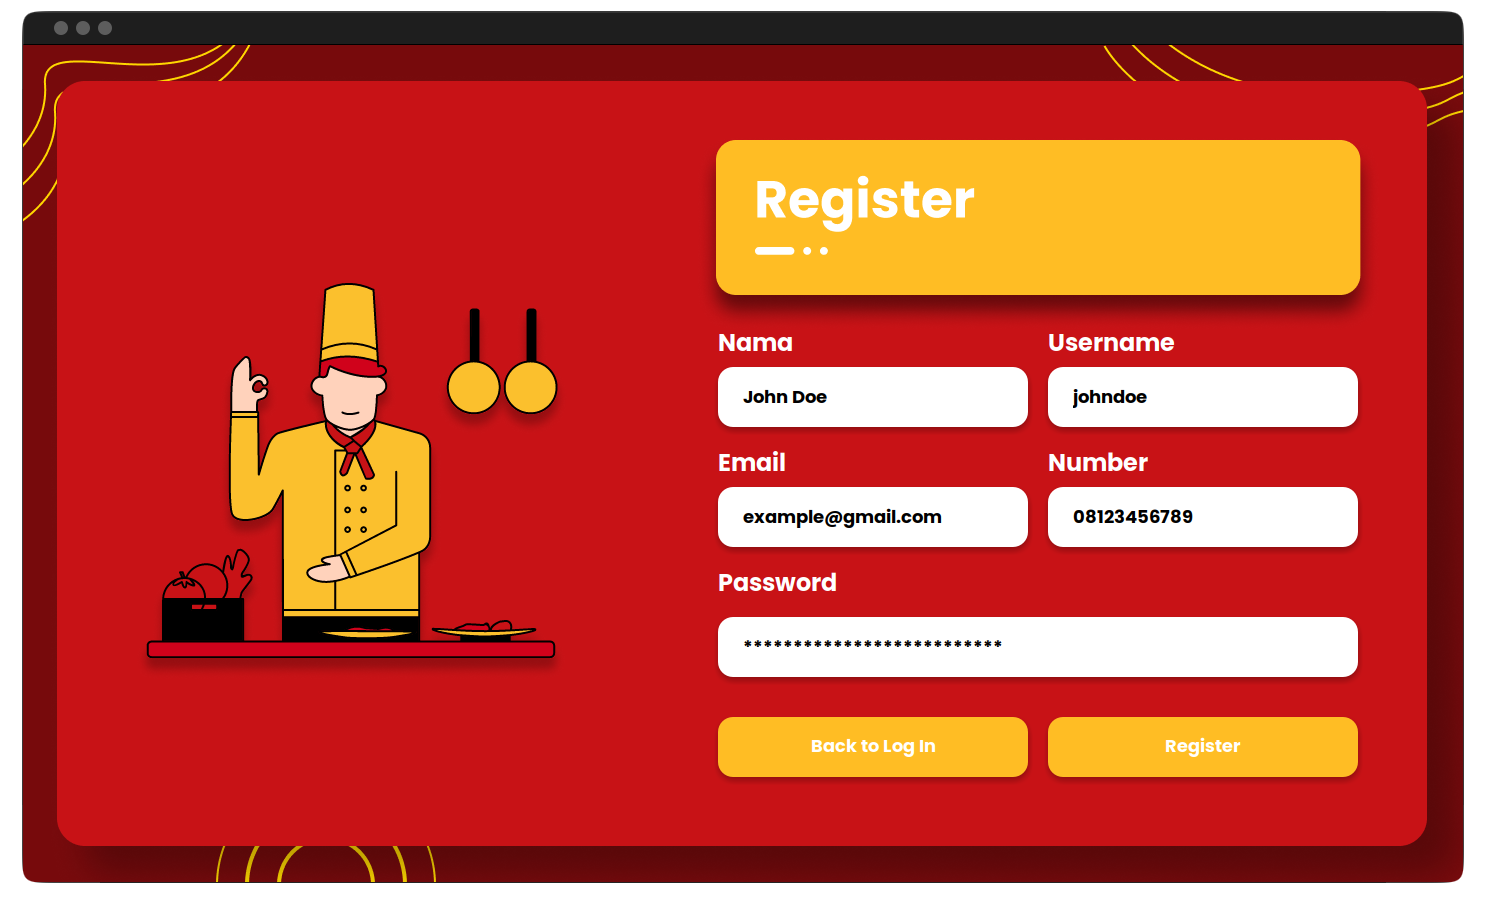 Register
Nama
Username
John Doe
johndoe
Email
Number
example@gmail.com
08123456789
Password
**************************
Back to Log In
Register